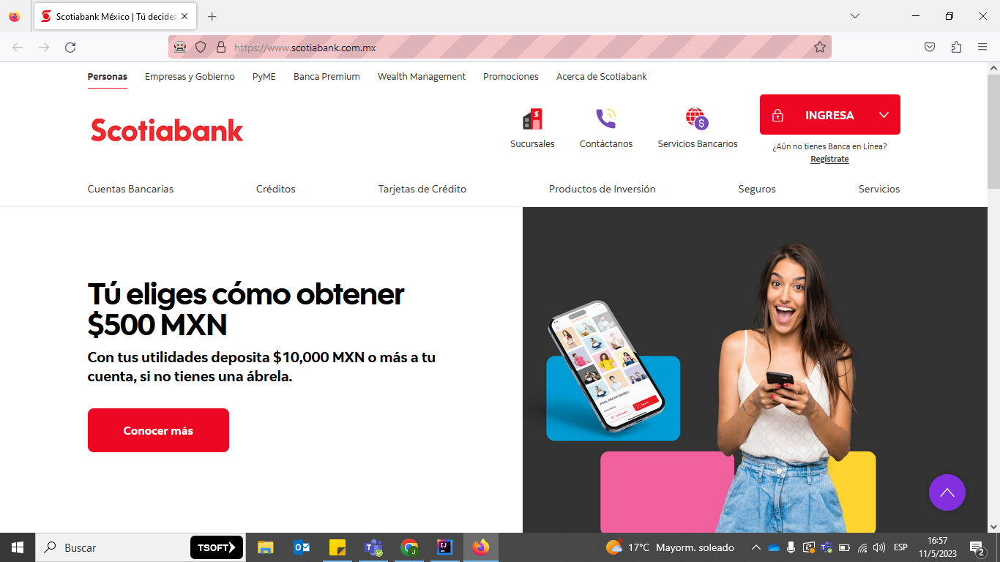 Scotiabank México | Tú decides
https://www.scotiabank.com.mx
Personas
Empresas y Gobierno
PyME
Banca Premium
Wealth Management
Promociones
Acerca de Scotiabank
Scotiabank
Sucursales
Contáctanos
Servicios Bancarios
INGRESA
¿Aún no tienes Banca en Línea?
Regístrate
Cuentas Bancarias
Créditos
Tarjetas de Crédito
Productos de Inversión
Seguros
Servicios
Tú eliges cómo obtener
$500 MXN
Con tus utilidades deposita $10,000 MXN o más a tu
cuenta, si no tienes una ábrela.
Conocer más
Buscar
TSOFT
17°C Mayorm. soleado
ESP
16:57
11/5/2023
2